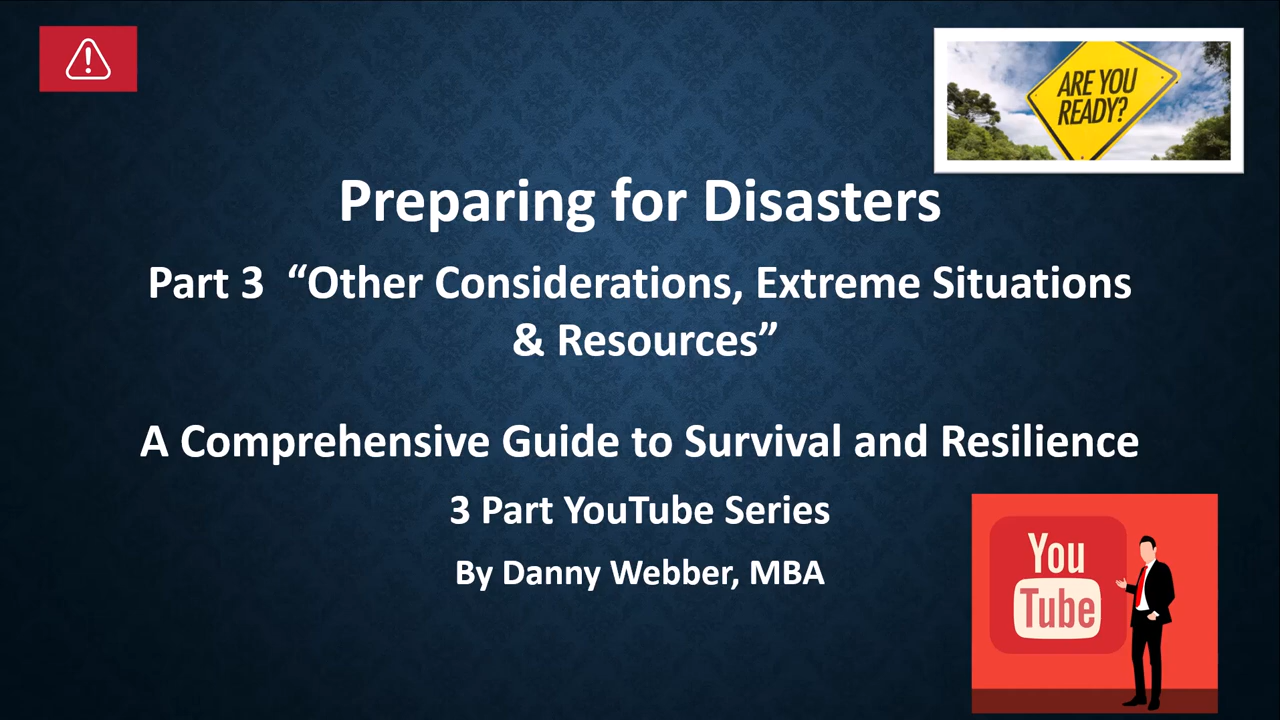 ARE YOU
READY?
Preparing for Disasters
Part 3 “Other Considerations, Extreme Situations
& Resources”
A Comprehensive Guide to Survival and Resilience
3 Part YouTube Series
By Danny Webber, MBA
You
Tube